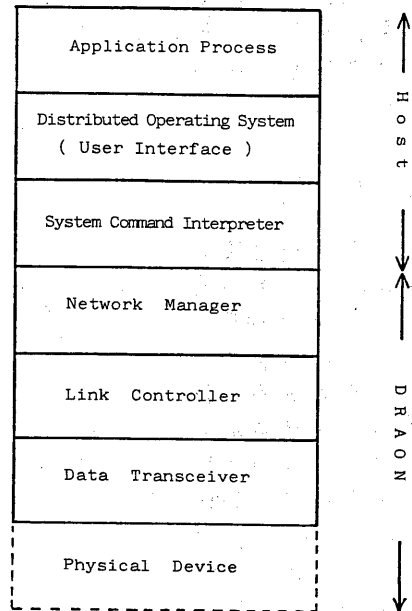 Application Process
Distributed Operating System
( User Interface )
System Command Interpreter
Network Manager
Link Controller
Data Transceiver
Physical Device
Host
DRAON